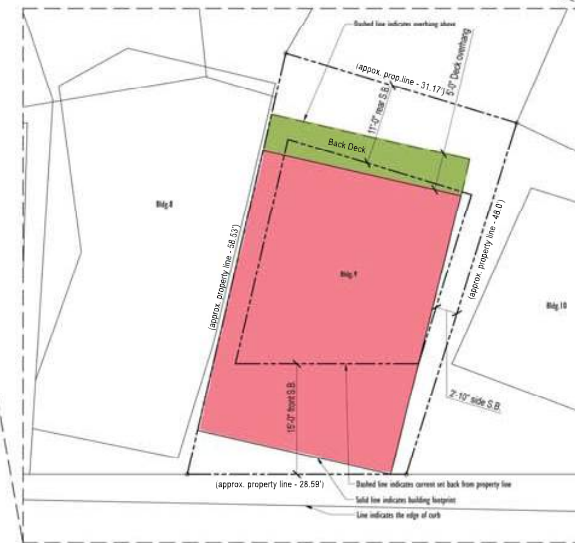 Dashed line indicates overhang above
(appox. prop.line - 31.17')
5'-0" Deck overhang
11'-0" rear S.B.
Back Deck
Bldg.8
(approx. property line - 58.53')
(approx. property line - 48.0')
Bldg.9
Bldg.10
15'-0" front S.B.
2'-10" side S.B.
(approx. property line - 28.59')
Dashed line indicates current set back from property line
Solid line indicates building footprint
Line indicates the edge of curb